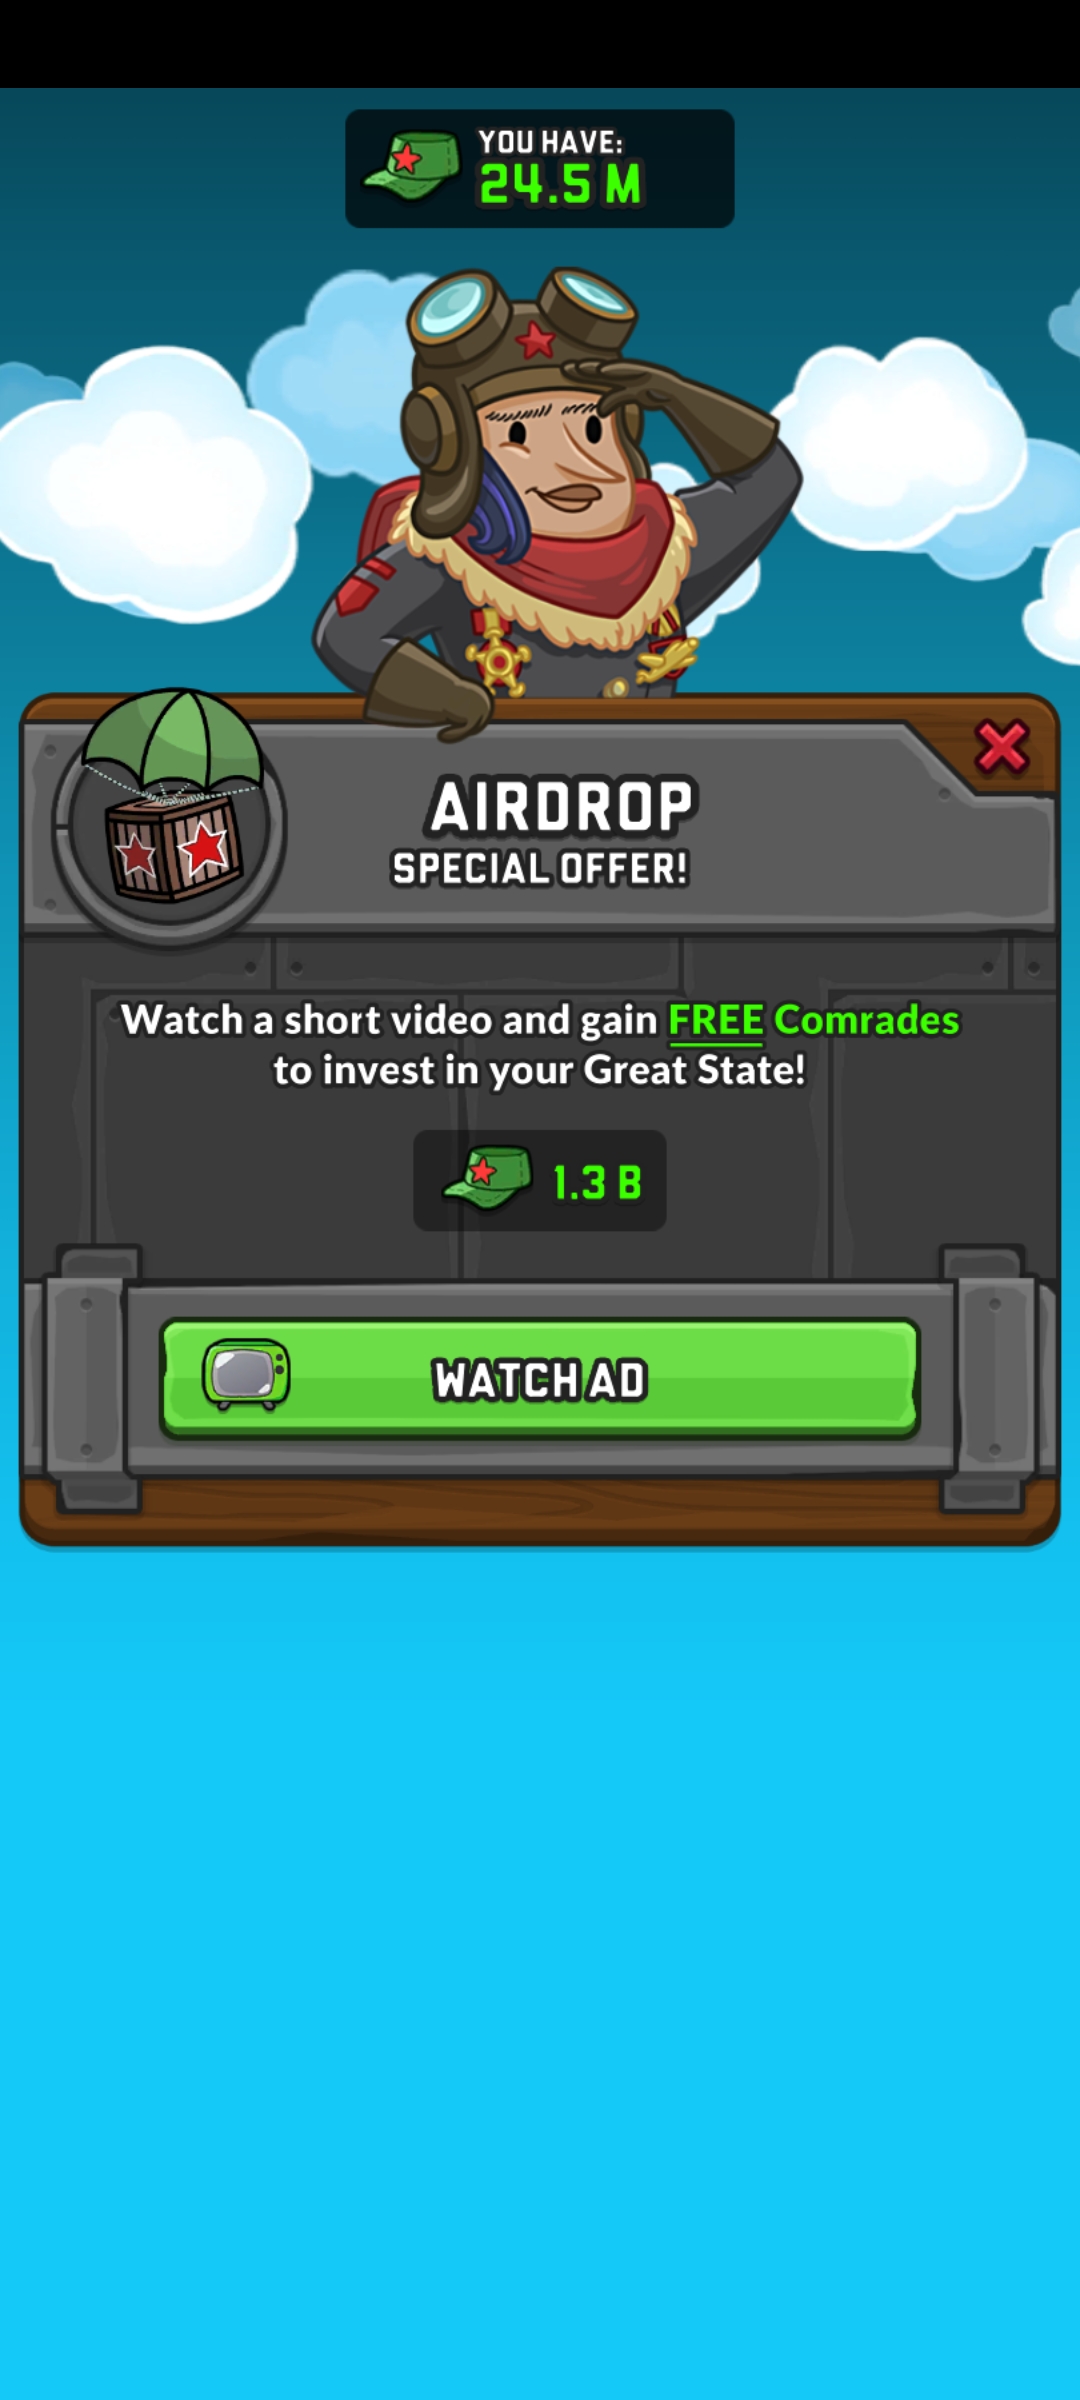 YOU HAVE:
24.5 M
AIRDROP
SPECIAL OFFER!
Watch a short video and gain FREE Comrades
to invest in your Great State!
1.3 B
WATCH AD